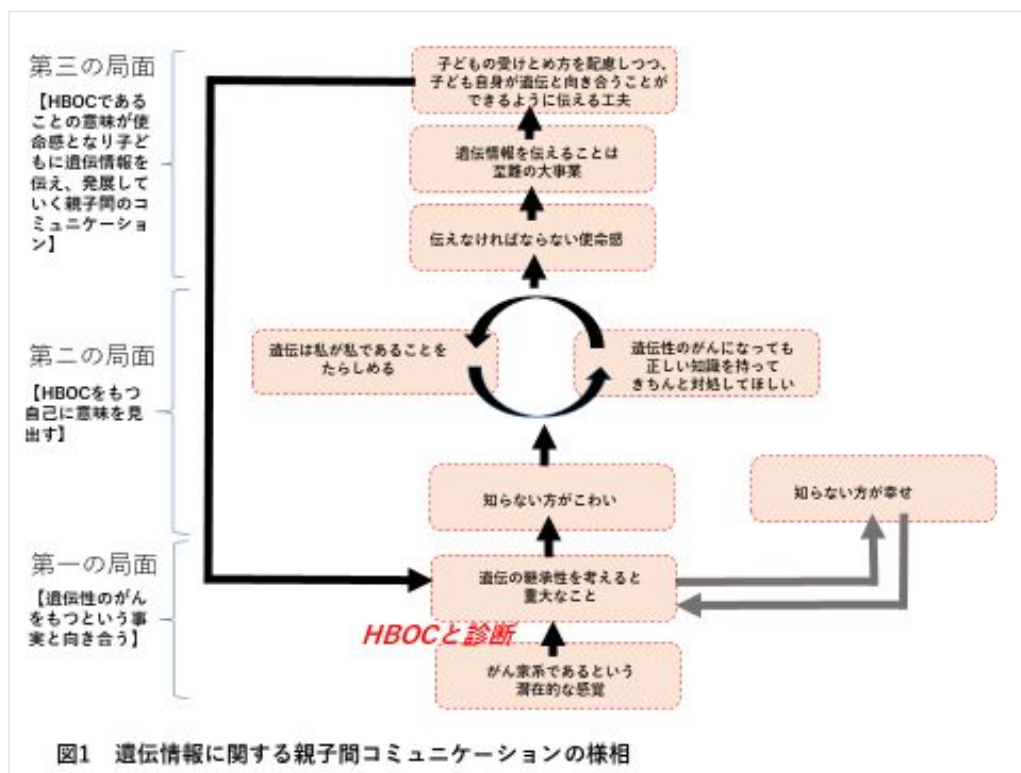 第三の局面
【HBOCである
ことの意味が使
命感となり子ど
もに遺伝情報を
伝え、発展して
いく親子間のコ
ミュニケーショ
ン】
子どもの受けとめ方を配慮しつつ、
子ども自身が遺伝と向き合うことが
できるように伝える工夫
遺伝情報を伝えることは
至難の大事業
伝えなければならない使命感
第二の局面
【HBOCをもつ
自己に意味を見
出す】
遺伝は私が私であることを
たらしめる
遺伝性のがんになっても
正しい知識を持って
きちんと対処してほしい
知らない方がこわい
知らない方が幸せ
第一の局面
【遺伝性のがん
をもつという事
実と向き合う】
遺伝の継承性を考えると
重大なこと
HBOCと診断
がん家系であるという
潜在的な感覚
図1 遺伝情報に関する親子間コミュニケーションの様相